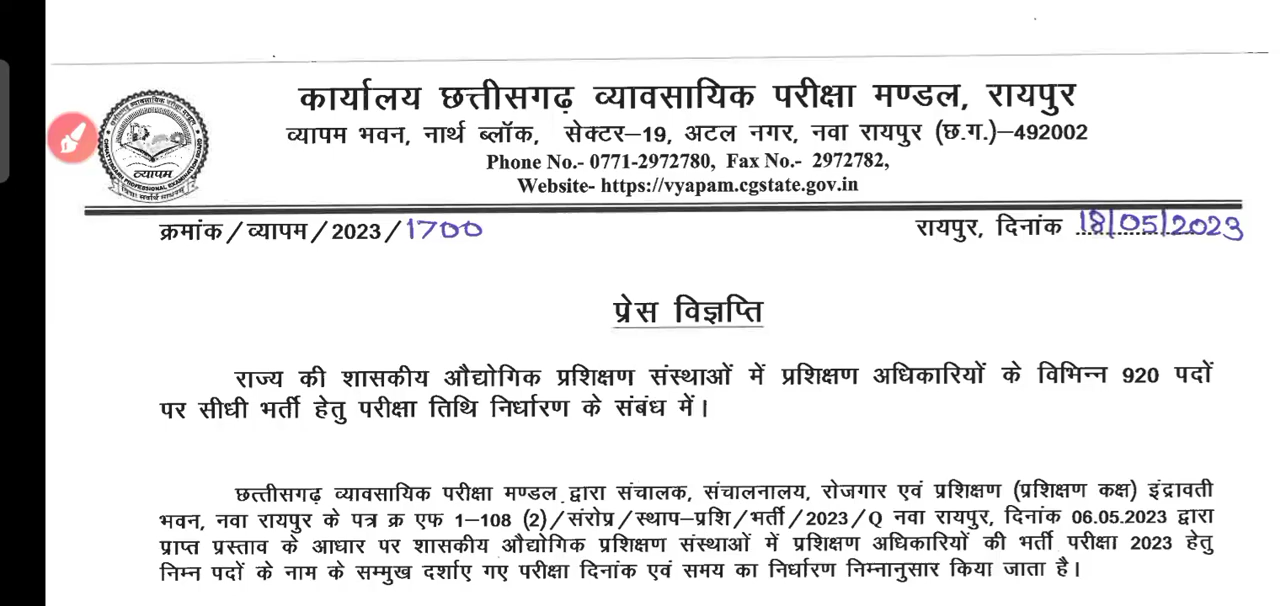 कार्यालय छत्तीसगढ़ व्यावसायिक परीक्षा मण्डल, रायपुर
व्यापम भवन, नार्थ ब्लॉक, सेक्टर–19, अटल नगर, नवा रायपुर (छ.ग.)–492002
Phone No.- 0771-2972780, Fax No.- 2972782,
Website- https://vyapam.cgstate.gov.in
व्यापम
क्रमांक/व्यापम/2023/1700
रायपुर, दिनांक 18/05/2023
प्रेस विज्ञप्ति
राज्य की शासकीय औद्योगिक प्रशिक्षण संस्थाओं में प्रशिक्षण अधिकारियों के विभिन्न 920 पदों
पर सीधी भर्ती हेतु परीक्षा तिथि निर्धारण के संबंध में।
छत्तीसगढ़ व्यावसायिक परीक्षा मण्डल द्वारा संचालक, संचालनालय, रोजगार एवं प्रशिक्षण (प्रशिक्षण कक्ष) इंद्रावती
भवन, नवा रायपुर के पत्र क्र एफ 1–108 (2)/संरोप्र/स्थाप–प्रशि/भर्ती/2023/Q नवा रायपुर, दिनांक 06.05.2023 द्वारा
प्राप्त प्रस्ताव के आधार पर शासकीय औद्योगिक प्रशिक्षण संस्थाओं में प्रशिक्षण अधिकारियों की भर्ती परीक्षा 2023 हेतु
निम्न पदों के नाम के सम्मुख दर्शाए गए परीक्षा दिनांक एवं समय का निर्धारण निम्नानुसार किया जाता है।